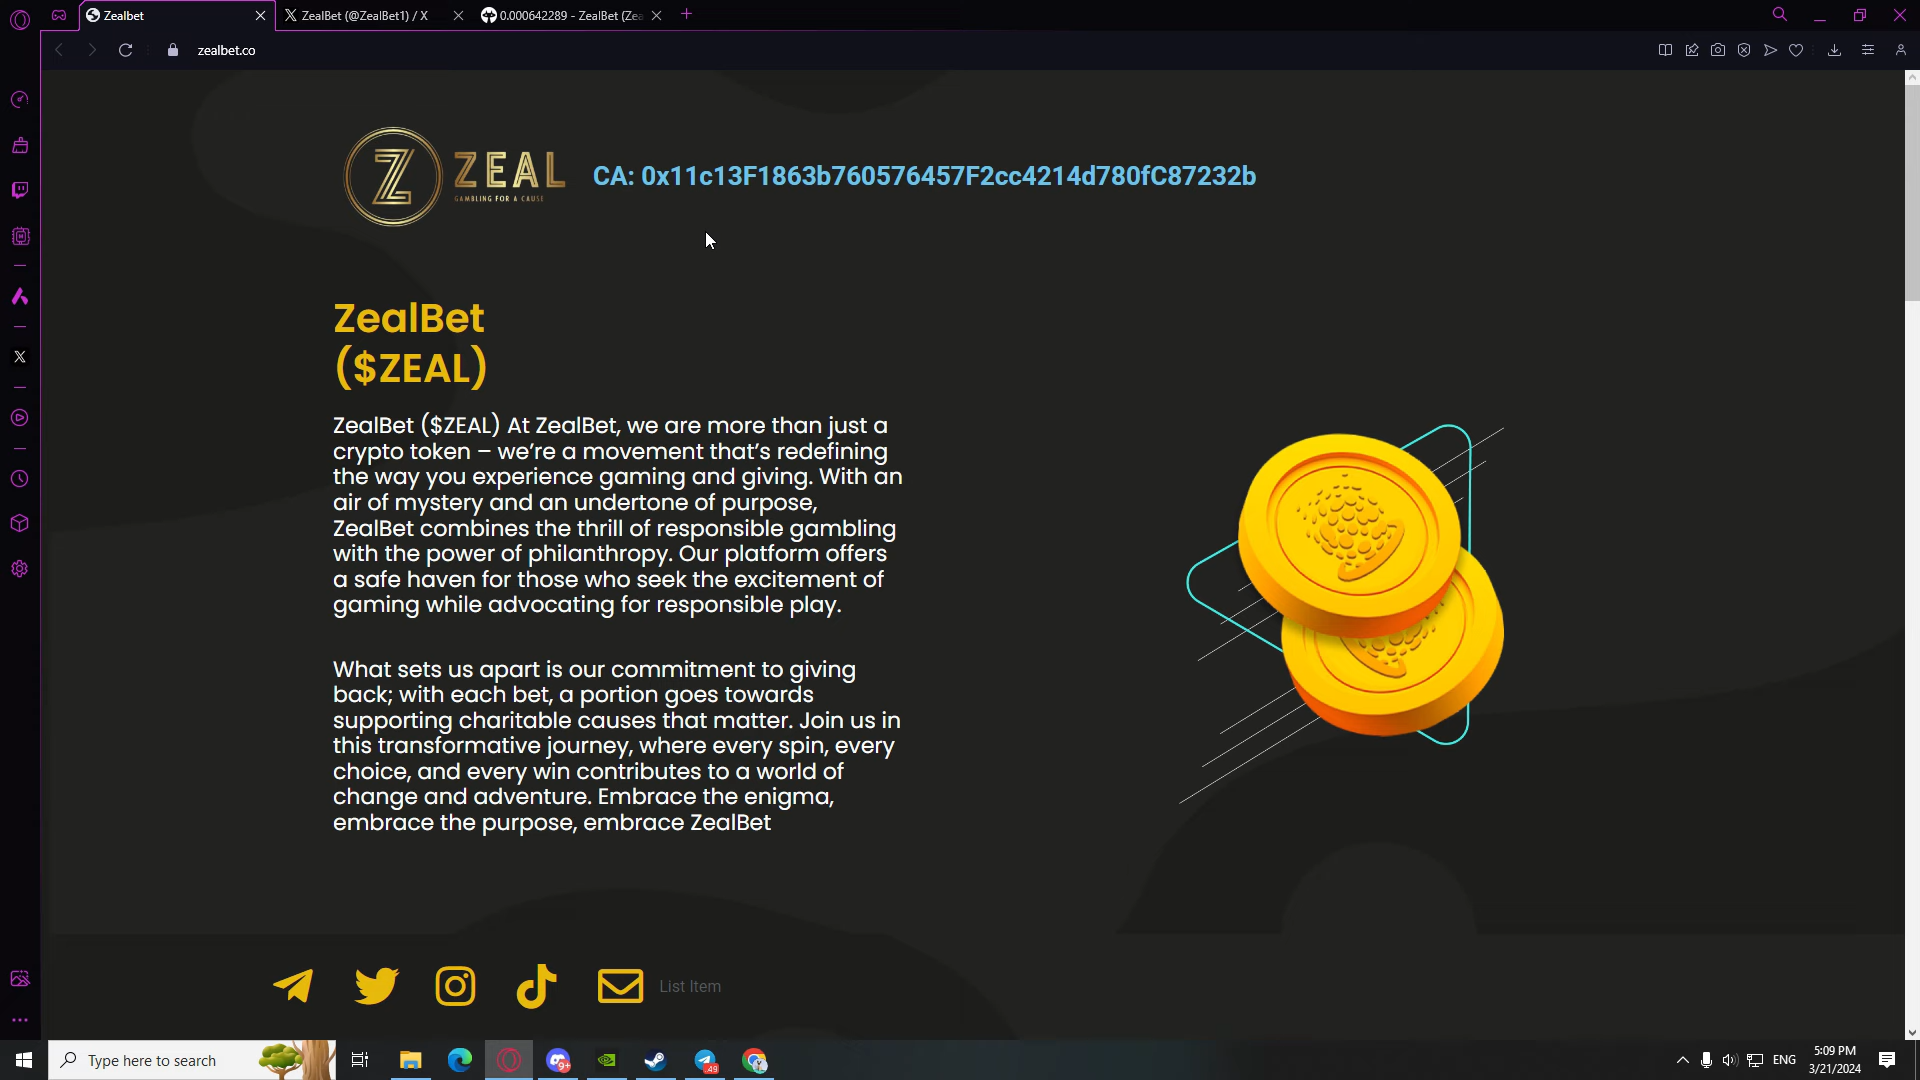 Zealbet
ZealBet (@ZealBet1) / X
0.000642289 - ZealBet (Zea
zealbet.co
ZEAL
GAMBLING FOR A CAUSE
CA: 0x11c13F1863b760576457F2cc4214d780fC87232b
ZealBet
($ZEAL)
ZealBet ($ZEAL) At ZealBet, we are more than just a
crypto token – we're a movement that's redefining
the way you experience gaming and giving. With an
air of mystery and an undertone of purpose,
ZealBet combines the thrill of responsible gambling
with the power of philanthropy. Our platform offers
a safe haven for those who seek the excitement of
gaming while advocating for responsible play.
What sets us apart is our commitment to giving
back; with each bet, a portion goes towards
supporting charitable causes that matter. Join us in
this transformative journey, where every spin, every
choice, and every win contributes to a world of
change and adventure. Embrace the enigma,
embrace the purpose, embrace ZealBet
List Item
Type here to search
9+
49
ENG
5:09 PM
3/21/2024